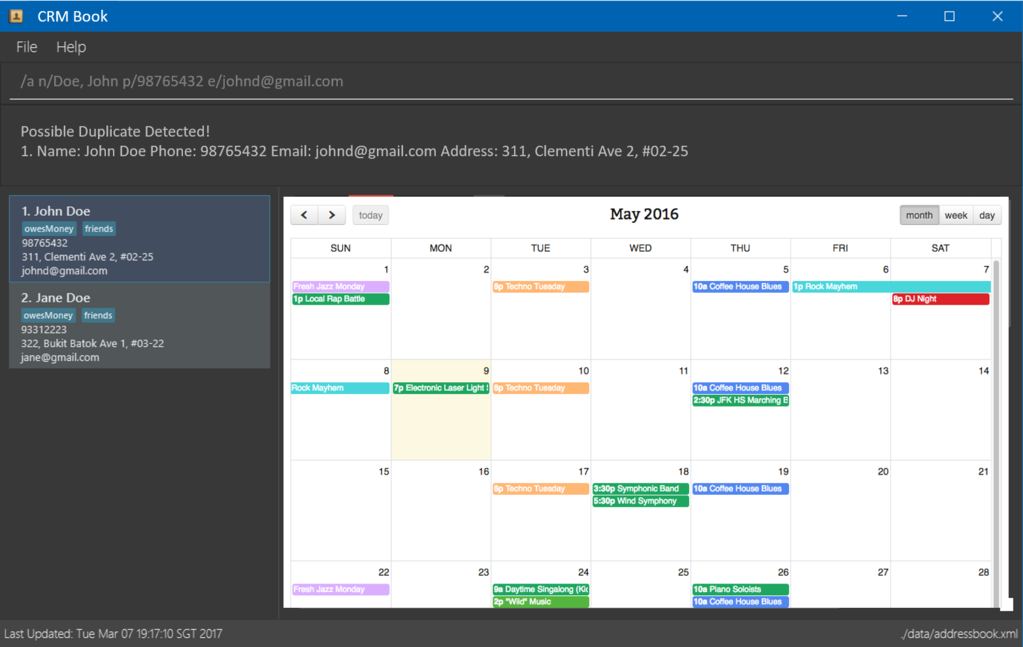 CRM Book
File Help
/a n/Doe, John p/98765432 e/johnd@gmail.com
Possible Duplicate Detected!
1. Name: John Doe Phone: 98765432 Email: johnd@gmail.com Address: 311, Clementi Ave 2, #02-25
1. John Doe
owesMoney friends
98765432
311, Clementi Ave 2, #02-25
johnd@gmail.com
2. Jane Doe
owesMoney friends
93312223
322, Bukit Batok Ave 1, #03-22
jane@gmail.com
today
May 2016
month week day
SUN MON TUE WED THU FRI SAT
1 2 3 4 5 6 7
Fresh Jazz Monday 8p Techno Tuesday 10a Coffee House Blues 1p Rock Mayhem
1p Local Rap Battle 8p DJ Night
8 9 10 11 12 13 14
Rock Mayhem 7p Electronic Laser Light 8p Techno Tuesday 10a Coffee House Blues
2:30p JFK HS Marching B
15 16 17 18 19 20 21
8p Techno Tuesday 3:30p Symphonic Band 10a Coffee House Blues
5:30p Wind Symphony
22 23 24 25 26 27 28
Fresh Jazz Monday 9a Daytime Singalong (Kid 10a Piano Soloists
2p "Wild" Music 10a Coffee House Blues
Last Updated: Tue Mar 07 19:17:10 SGT 2017
./data/addressbook.xml